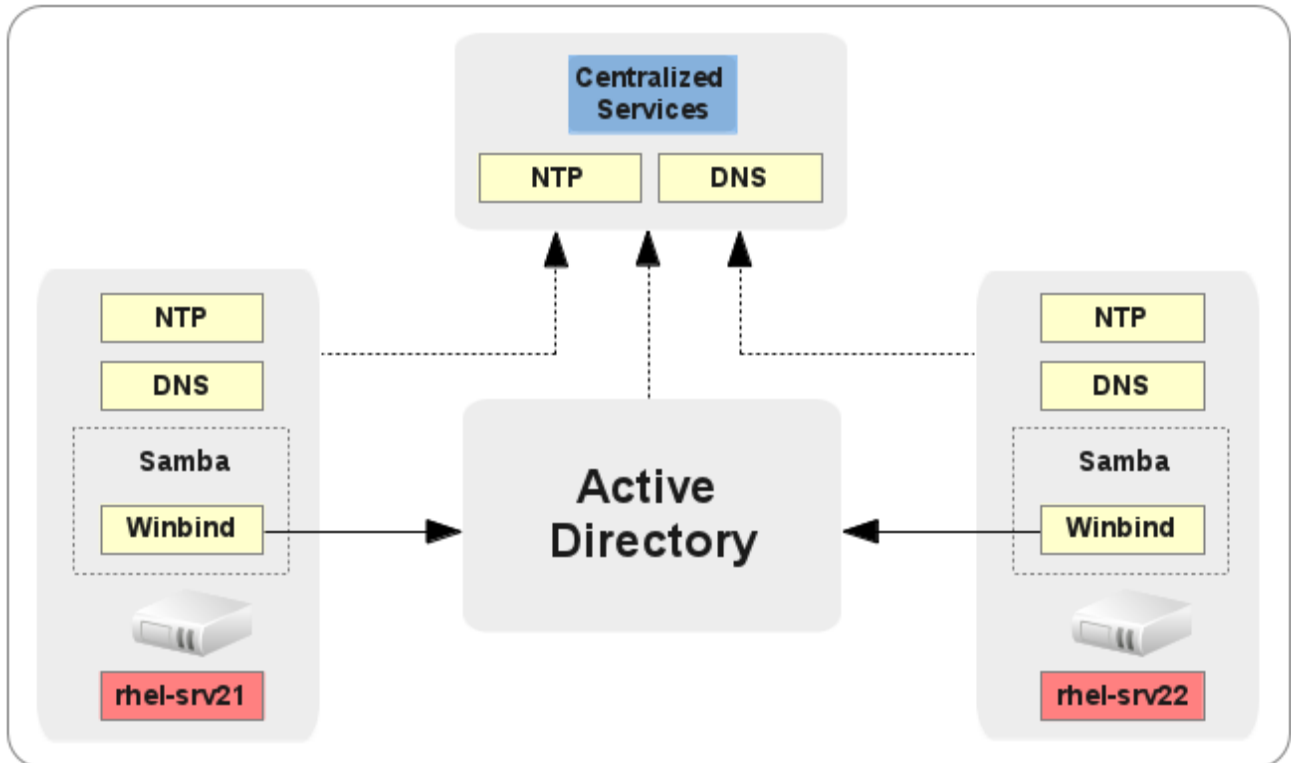 Centralized
Services
NTP
DNS
NTP
DNS
Samba
Winbind
rhel-srv21
Active
Directory
NTP
DNS
Samba
Winbind
rhel-srv22